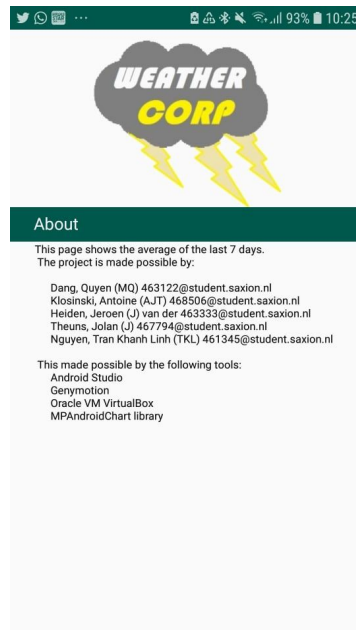 93% 10:25
WEATHER
CORP
About
This page shows the average of the last 7 days.
The project is made possible by:
Dang, Quyen (MQ) 463122@student.saxion.nl
Klosinski, Antoine (AJT) 468506@student.saxion.nl
Heiden, Jeroen (J) van der 463333@student.saxion.nl
Theuns, Jolan (J) 467794@student.saxion.nl
Nguyen, Tran Khanh Linh (TKL) 461345@student.saxion.nl
This made possible by the following tools:
Android Studio
Genymotion
Oracle VM VirtualBox
MPAndroidChart library